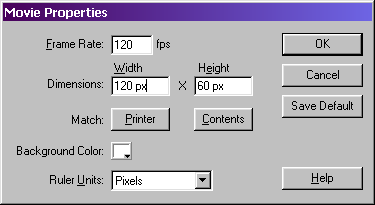 Movie Properties
Frame Rate: 120 fps
OK
Width Height
Dimensions: 120 px X 60 px
Cancel
Save Default
Match: Printer Contents
Background Color:
Ruler Units: Pixels
Help